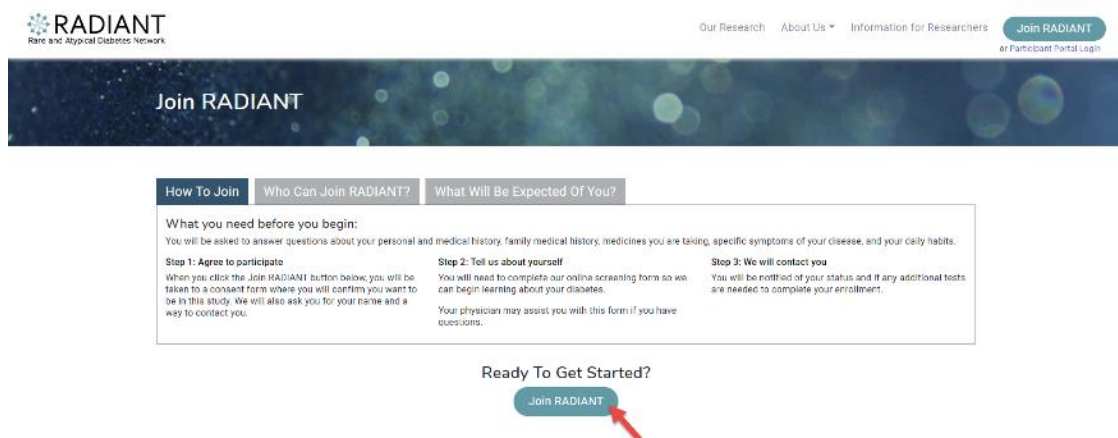 RADIANT
Rare and Atypical Diabetes Network
Our Research About Us Information for Researchers Join RADIANT
or Participant Portal Login
Join RADIANT
How To Join Who Can Join RADIANT? What Will Be Expected Of You?
What you need before you begin:
You will be asked to answer questions about your personal and medical history, family medical history, medicines you are taking, specific symptoms of your disease, and your daily habits.
Step 1: Agree to participate
When you click the Join RADIANT button below, you will be
taken to a consent form where you will confirm you want to
be in this study. We will also ask you for your name and a
way to contact you.
Step 2: Tell us about yourself
You will need to complete our online screening form so we
can begin learning about your diabetes.
Your physician may assist you with this form if you have
questions.
Step 3: We will contact you
You will be notified of your status and if any additional tests
are needed to complete your enrollment.
Ready To Get Started?
Join RADIANT